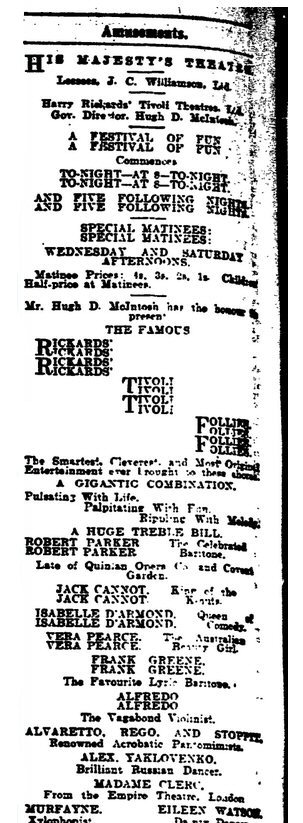 Amusements.
HIS MAJESTY'S THEATRE
Lessees, J. C. Williamson, Ltd.
Harry Rickards' Tivoli Theatres, Ltd.
Gov. Director, Hugh D. McIntosh.
A FESTIVAL OF FUN
A FESTIVAL OF FUN
Commences
TO-NIGHT—AT 8—TO-NIGHT.
TO-NIGHT—AT 8—TO-NIGHT.
AND FIVE FOLLOWING NIGHTS.
AND FIVE FOLLOWING NIGHTS.
SPECIAL MATINEES:
SPECIAL MATINEES:
WEDNESDAY AND SATURDAY
AFTERNOONS.
Matinee Prices: 4s. 3s. 2s. 1s. Children
Half-price at Matinees.
Mr. Hugh D. McIntosh has the honour to
present
THE FAMOUS
RICKARDS'
RICKARDS'
RICKARDS'
RICKARDS'
TIVOLI
TIVOLI
TIVOLI
TIVOLI
FOLLIES
FOLLIES
FOLLIES
FOLLIES
The Smartest, Cleverest, and Most Original
Entertainment ever brought to these shores.
A GIGANTIC COMBINATION.
Pulsating With Life.
Palpitating With Fun.
Rippling With Melody.
A HUGE TREBLE BILL.
ROBERT PARKER The Celebrated
ROBERT PARKER Baritone.
Late of Quinlan Opera Co and Covent
Garden.
JACK CANNOT. King of the
JACK CANNOT Knuts.
ISABELLE D'ARMOND. Queen of
ISABELLE D'ARMOND. Comedy.
VERA PEARCE. The Australian
VERA PEARCE. Beauty Girl.
FRANK GREENE.
FRANK GREENE.
The Favourite Lyric Baritone.
ALFREDO
ALFREDO
The Vagabond Violinist.
ALVARETTO, REGO, AND STOPPIT,
Renowned Acrobatic Pantomimists.
ALEX. YAKLOVENKO.
Brilliant Russian Dancer.
MADAME CLERC,
From the Empire Theatre, London
MURFAYNE. EILEEN WATSON,
Xylophonist